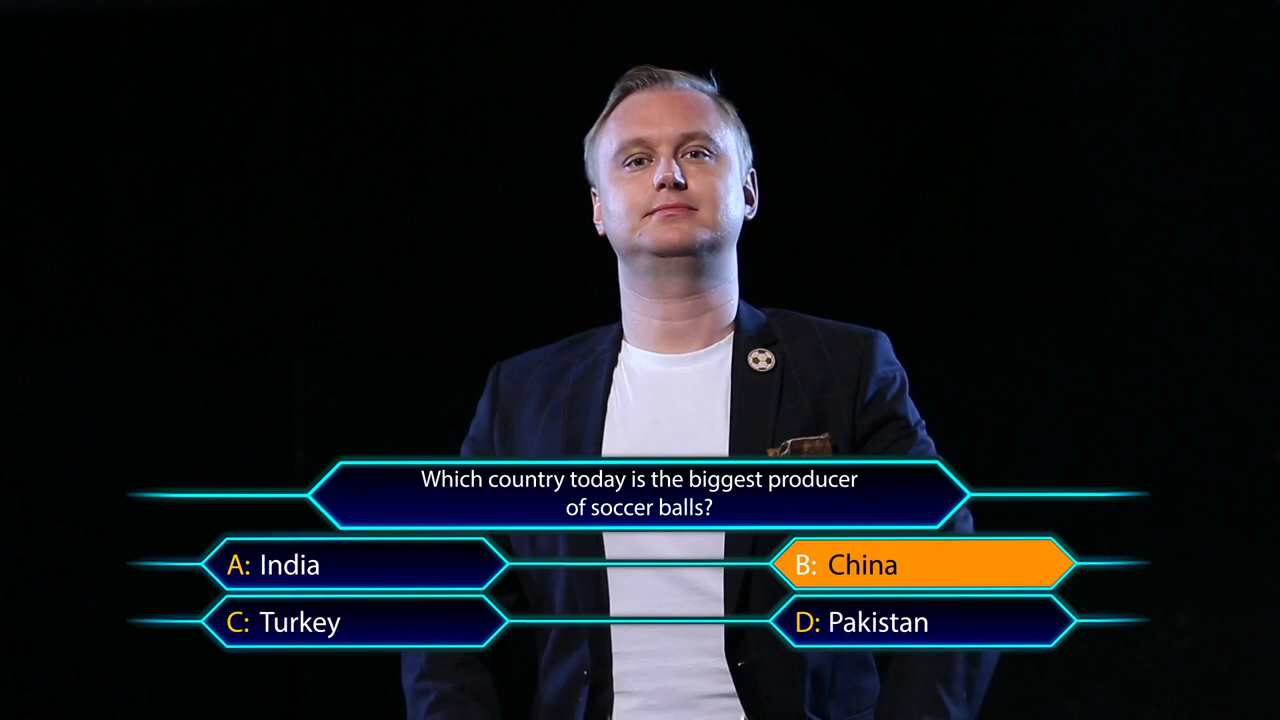 Which country today is the biggest producer
of soccer balls?
A: India
B: China
C: Turkey
D: Pakistan